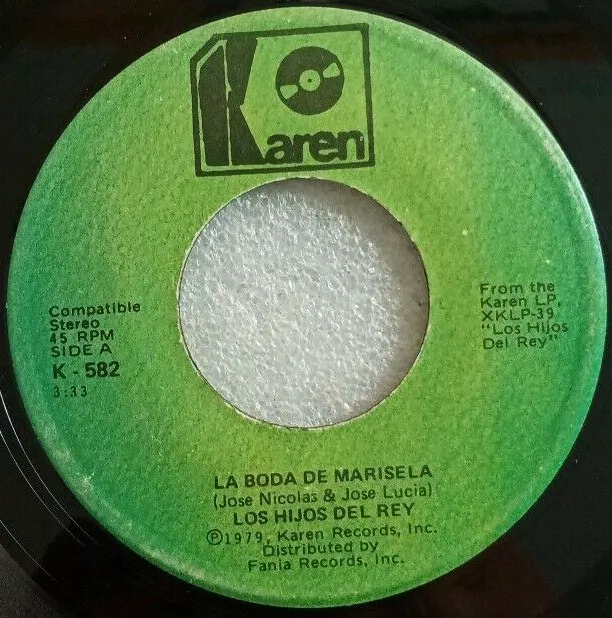 Karen
Compatible
Stereo
45 RPM
SIDE A
K - 582
3:33
From the
Karen LP,
XKLP-39
"Los Hijos
Del Rey"
LA BODA DE MARISELA
(Jose Nicolas & Jose Lucia)
LOS HIJOS DEL REY
Ⓟ1979, Karen Records, Inc.
Distributed by
Fania Records, Inc.